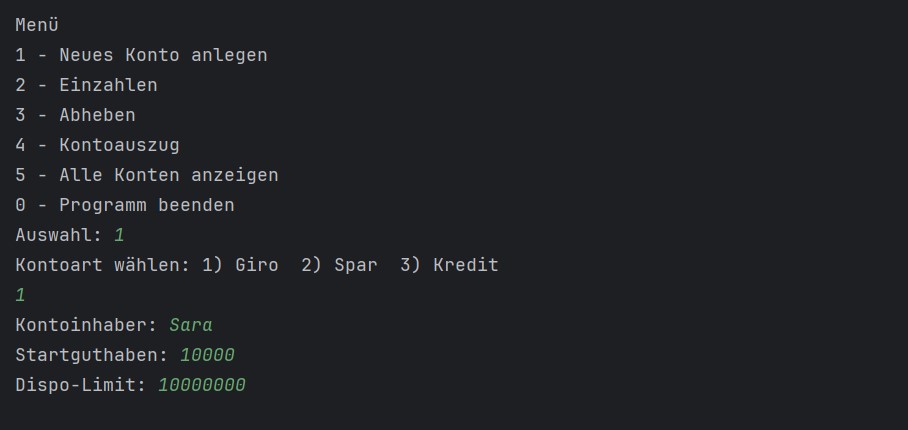 Menü
1 - Neues Konto anlegen
2 - Einzahlen
3 - Abheben
4 - Kontoauszug
5 - Alle Konten anzeigen
0 - Programm beenden
Auswahl: 1
Kontoart wählen: 1) Giro  2) Spar  3) Kredit
1
Kontoinhaber: Sara
Startguthaben: 10000
Dispo-Limit: 10000000